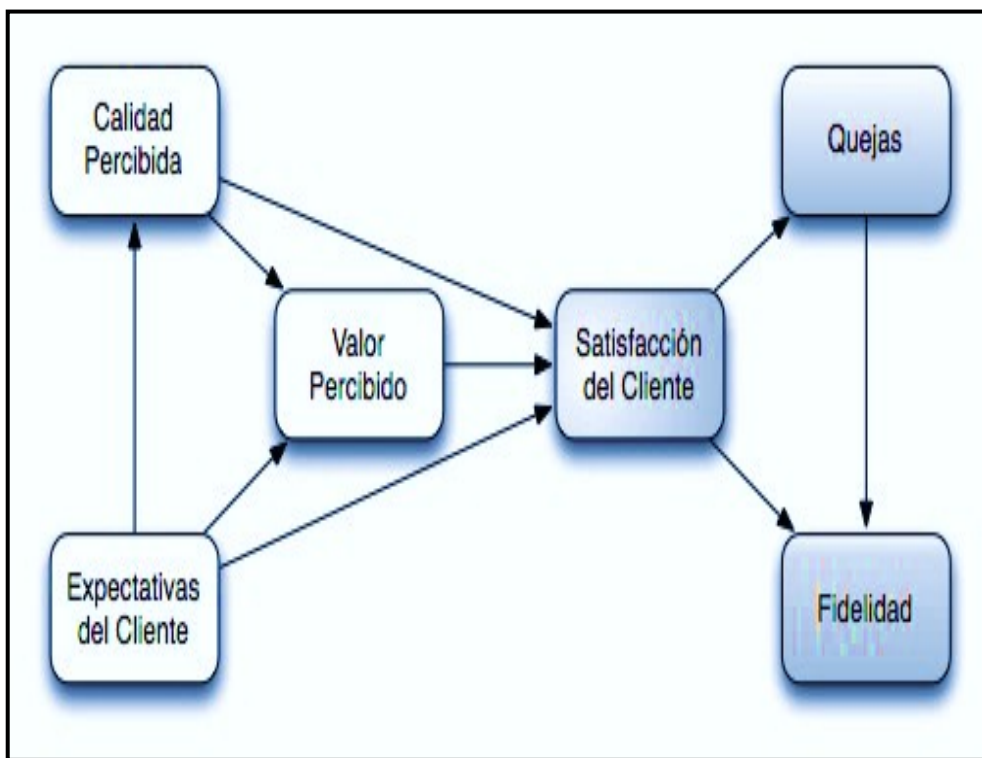 Calidad
Percibida
Quejas
Valor
Percibido
Satisfacción
del Cliente
Expectativas
del Cliente
Fidelidad